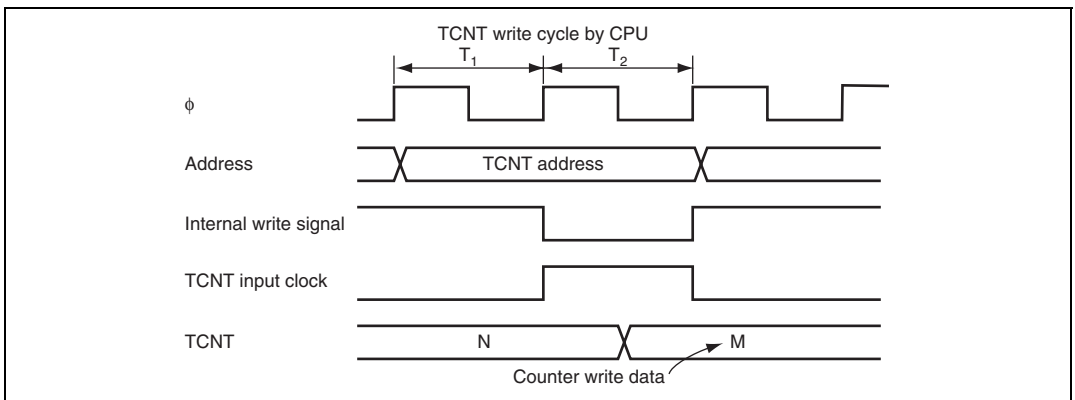 TCNT write cycle by CPU
T1 T2
ϕ
Address TCNT address
Internal write signal
TCNT input clock
TCNT N M
Counter write data